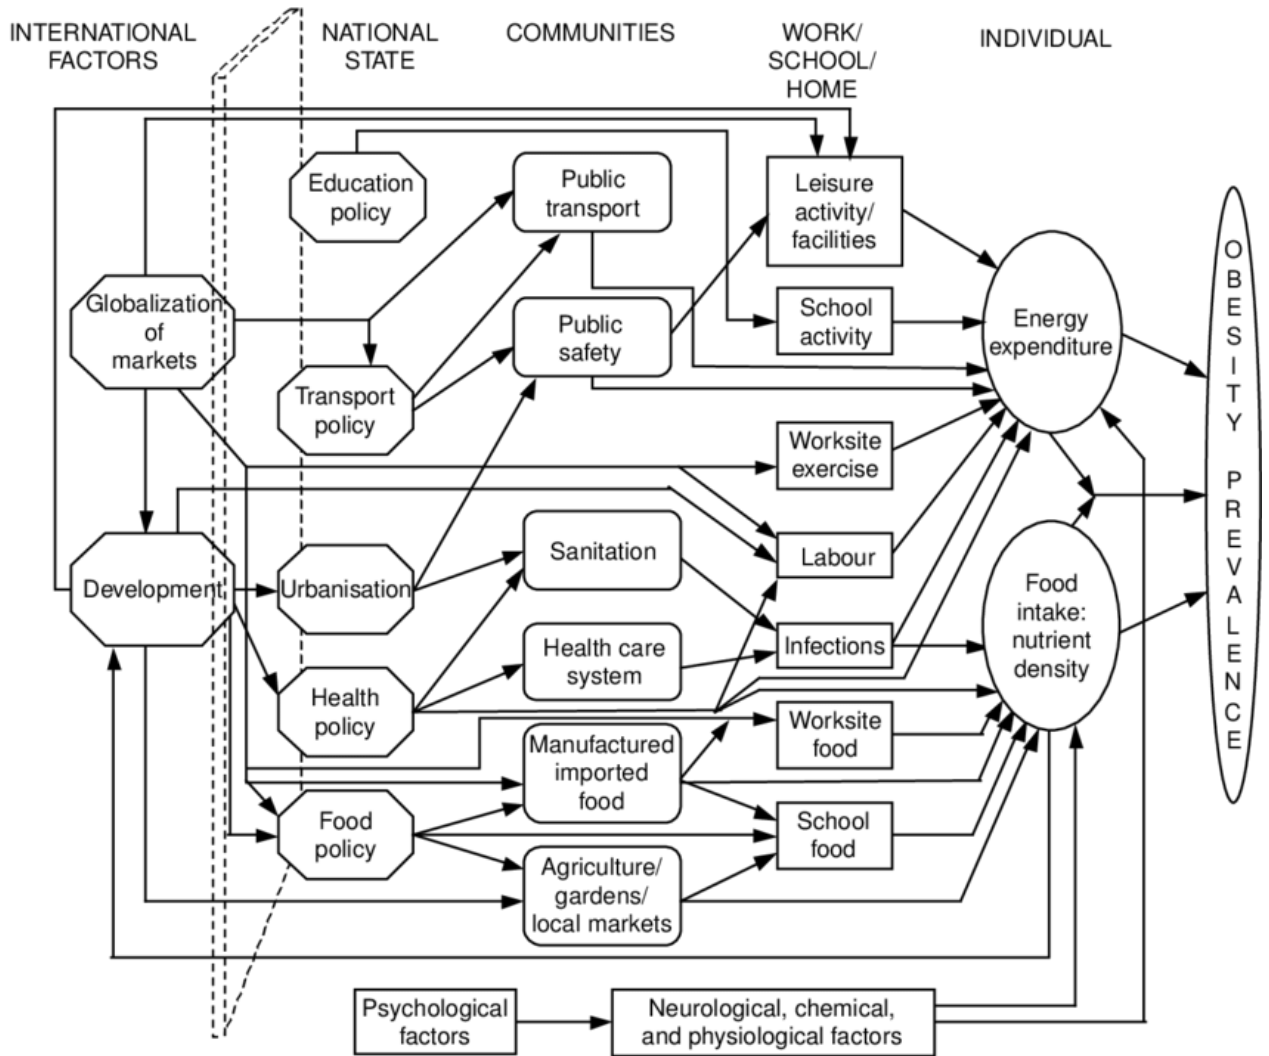 INTERNATIONAL
FACTORS
NATIONAL
STATE
COMMUNITIES
WORK/
SCHOOL/
HOME
INDIVIDUAL
Education
policy
Public
transport
Leisure
activity/
facilities
Globalization
of
markets
Public
safety
School
activity
Energy
expenditure
Transport
policy
Worksite
exercise
Development
Urbanisation
Sanitation
Labour
Food
intake:
nutrient
density
Health care
system
Infections
Health
policy
Manufactured
imported
food
Worksite
food
Food
policy
School
food
Agriculture/
gardens/
local markets
Psychological
factors
Neurological, chemical,
and physiological factors
OBESITY PREVALENCE